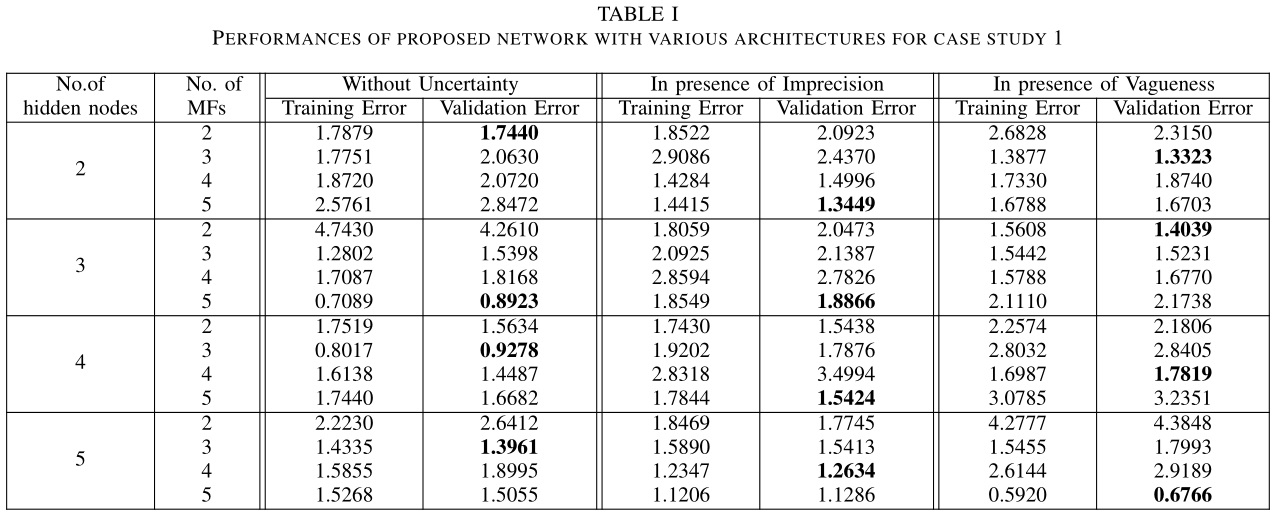 TABLE I
PERFORMANCES OF PROPOSED NETWORK WITH VARIOUS ARCHITECTURES FOR CASE STUDY 1
No.of No. of Without Uncertainty In presence of Imprecision In presence of Vagueness
hidden nodes MFs Training Error Validation Error Training Error Validation Error Training Error Validation Error
2 1.7879 1.7440 1.8522 2.0923 2.6828 2.3150
3 1.7751 2.0630 2.9086 2.4370 1.3877 1.3323
2
4 1.8720 2.0720 1.4284 1.4996 1.7330 1.8740
5 2.5761 2.8472 1.4415 1.3449 1.6788 1.6703
2 4.7430 4.2610 1.8059 2.0473 1.5608 1.4039
3 1.2802 1.5398 2.0925 2.1387 1.5442 1.5231
3
4 1.7087 1.8168 2.8594 2.7826 1.5788 1.6770
5 0.7089 0.8923 1.8549 1.8866 2.1110 2.1738
2 1.7519 1.5634 1.7430 1.5438 2.2574 2.1806
3 0.8017 0.9278 1.9202 1.7876 2.8032 2.8405
4
4 1.6138 1.4487 2.8318 3.4994 1.6987 1.7819
5 1.7440 1.6682 1.7844 1.5424 3.0785 3.2351
2 2.2230 2.6412 1.8469 1.7745 4.2777 4.3848
3 1.4335 1.3961 1.5890 1.5413 1.5455 1.7993
5
4 1.5855 1.8995 1.2347 1.2634 2.6144 2.9189
5 1.5268 1.5055 1.1206 1.1286 0.5920 0.6766